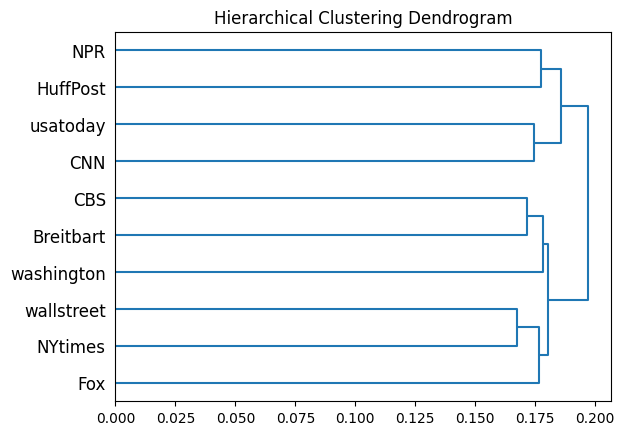 Hierarchical Clustering Dendrogram
NPR
HuffPost
usatoday
CNN
CBS
Breitbart
washington
wallstreet
NYtimes
Fox
0.000 0.025 0.050 0.075 0.100 0.125 0.150 0.175 0.200